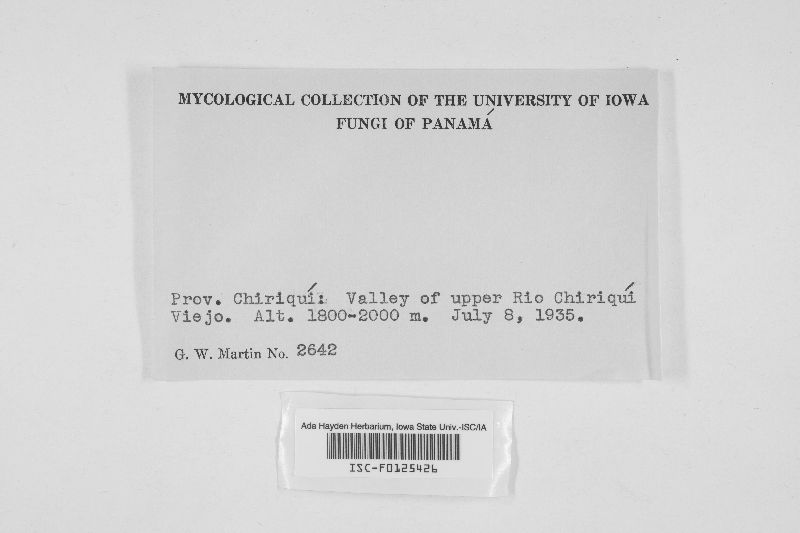 MYCOLOGICAL COLLECTION OF THE UNIVERSITY OF IOWA
FUNGI OF PANAMÁ
Prov. Chiriquí: Valley of upper Rio Chiriquí
Viejo. Alt. 1800-2000 m. July 8, 1935.
G. W. Martin No. 2642
Ada Hayden Herbarium, Iowa State Univ.-ISC/IA
ISC-F0125426